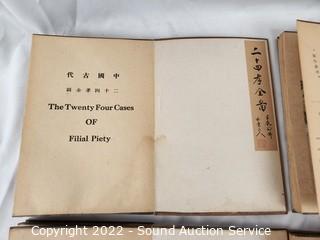 代古國中
圖全孝四十二
The Twenty Four Cases
OF
Filial Piety
二十四孝全圖
Copyright 2022 - Sound Auction Service